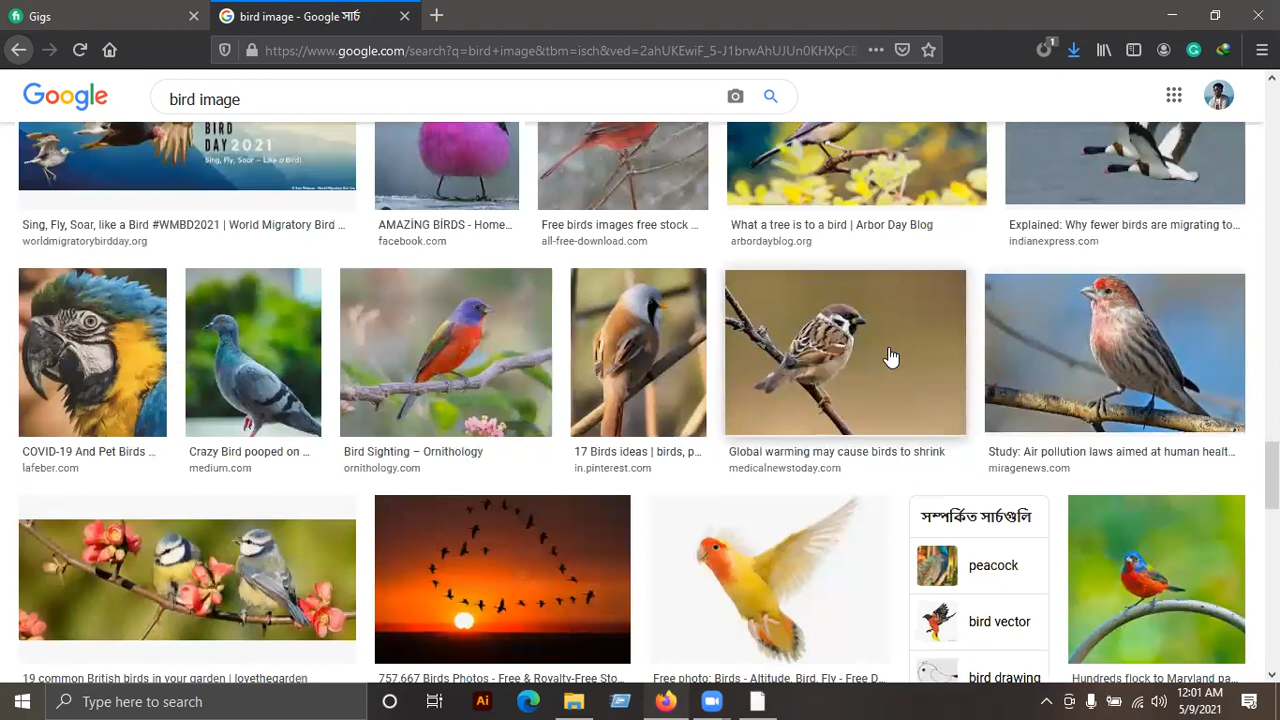 Gigs
bird image - Google সার্চ
https://www.google.com/search?q=bird+image&tbm=isch&ved=2ahUKEwiF_5-J1brwAhUJUn0KHXpCB
1
Google
bird image
BIRD
DAY 2021
Sing, Fly, Soar – Like a Bird!
Sing, Fly, Soar, like a Bird #WMBD2021 | World Migratory Bird ...
worldmigratorybirdday.org
AMAZİNG BİRDS - Home...
facebook.com
Free birds images free stock ...
all-free-download.com
What a tree is to a bird | Arbor Day Blog
arbordayblog.org
Explained: Why fewer birds are migrating to...
indianexpress.com
COVID-19 And Pet Birds ...
lafeber.com
Crazy Bird pooped on ...
medium.com
Bird Sighting – Ornithology
ornithology.com
17 Birds ideas | birds, p...
in.pinterest.com
Global warming may cause birds to shrink
medicalnewstoday.com
Study: Air pollution laws aimed at human healt...
miragenews.com
সম্পর্কিত সার্চগুলি
peacock
bird vector
bird drawing
19 common British birds in your garden | lovethegarden
757,667 Birds Photos - Free & Royalty-Free Sto...
Free photo: Birds - Altitude, Bird, Fly - Free D...
Hundreds flock to Maryland pa...
Type here to search
Ai
12:01 AM
5/9/2021